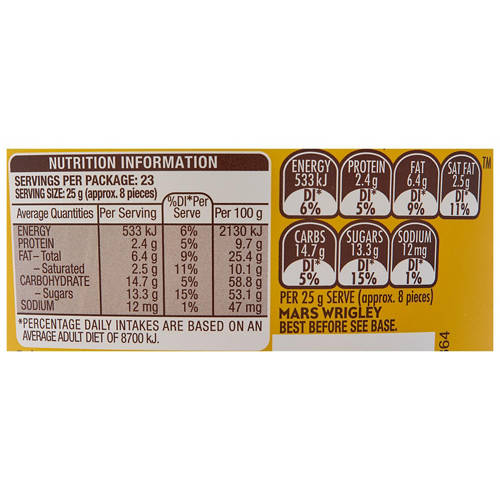 NUTRITION INFORMATION
SERVINGS PER PACKAGE: 23
SERVING SIZE: 25 g (approx. 8 pieces)
Average Quantities Per Serving %DI* Per Serve Per 100 g
ENERGY 533 kJ 6% 2130 kJ
PROTEIN 2.4 g 5% 9.7 g
FAT– Total 6.4 g 9% 25.4 g
– Saturated 2.5 g 11% 10.1 g
CARBOHYDRATE 14.7 g 5% 58.8 g
– Sugars 13.3 g 15% 53.1 g
SODIUM 12 mg 1% 47 mg
*PERCENTAGE DAILY INTAKES ARE BASED ON AN
AVERAGE ADULT DIET OF 8700 kJ.
ENERGY 533 kJ DI* 6%
PROTEIN 2.4 g DI* 5%
FAT 6.4 g DI* 9%
SAT FAT 2.5 g DI* 11%
TM
CARBS 14.7 g DI* 5%
SUGARS 13.3 g DI* 15%
SODIUM 12 mg DI* 1%
PER 25 g SERVE (approx. 8 pieces)
MARS WRIGLEY
BEST BEFORE SEE BASE.